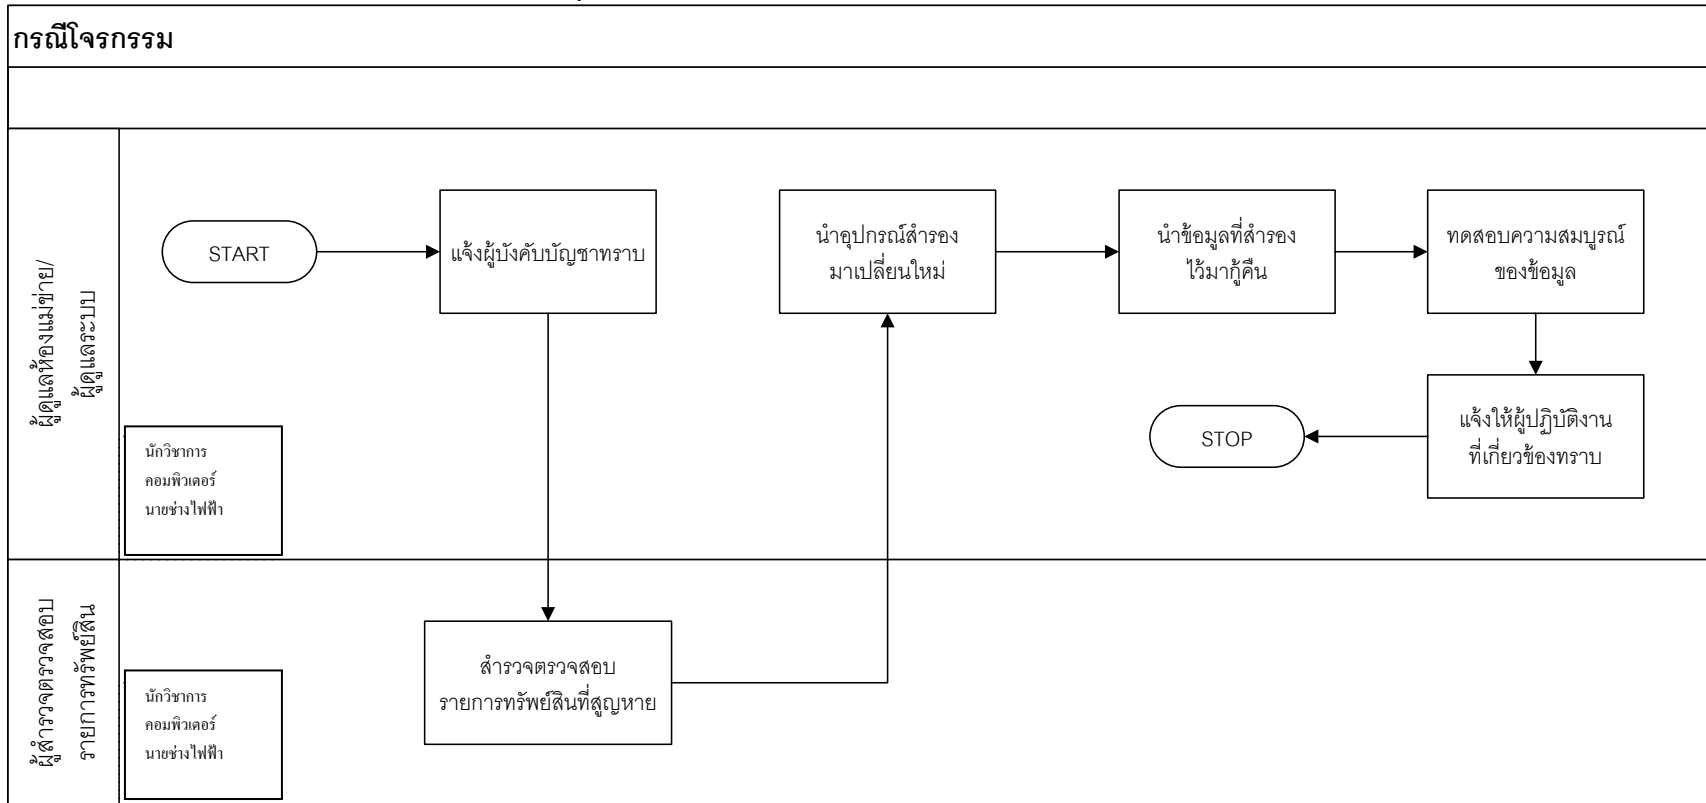 กรณีโจรกรรม
ผู้ดูแลห้องแม่ข่าย/
ผู้ดูแลระบบ
START
แจ้งผู้บังคับบัญชาทราบ
นำอุปกรณ์สำรอง
มาเปลี่ยนใหม่
นำข้อมูลที่สำรอง
ไว้มากู้คืน
ทดสอบความสมบูรณ์
ของข้อมูล
แจ้งให้ผู้ปฏิบัติงาน
ที่เกี่ยวข้องทราบ
STOP
นักวิชาการ
คอมพิวเตอร์
นายช่างไฟฟ้า
ผู้สำรวจตรวจสอบ
รายการทรัพย์สิน
สำรวจตรวจสอบ
รายการทรัพย์สินที่สูญหาย
นักวิชาการ
คอมพิวเตอร์
นายช่างไฟฟ้า